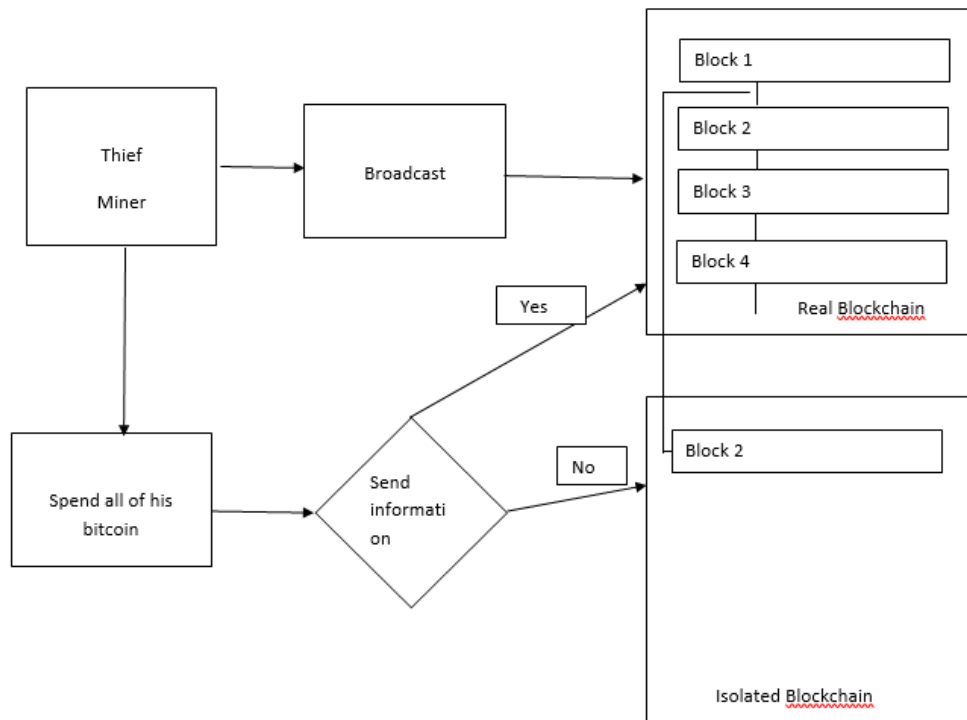 Thief
Miner
Broadcast
Block 1
Block 2
Block 3
Block 4
Real Blockchain
Yes
Spend all of his
bitcoin
Send
informati
on
No
Block 2
Isolated Blockchain